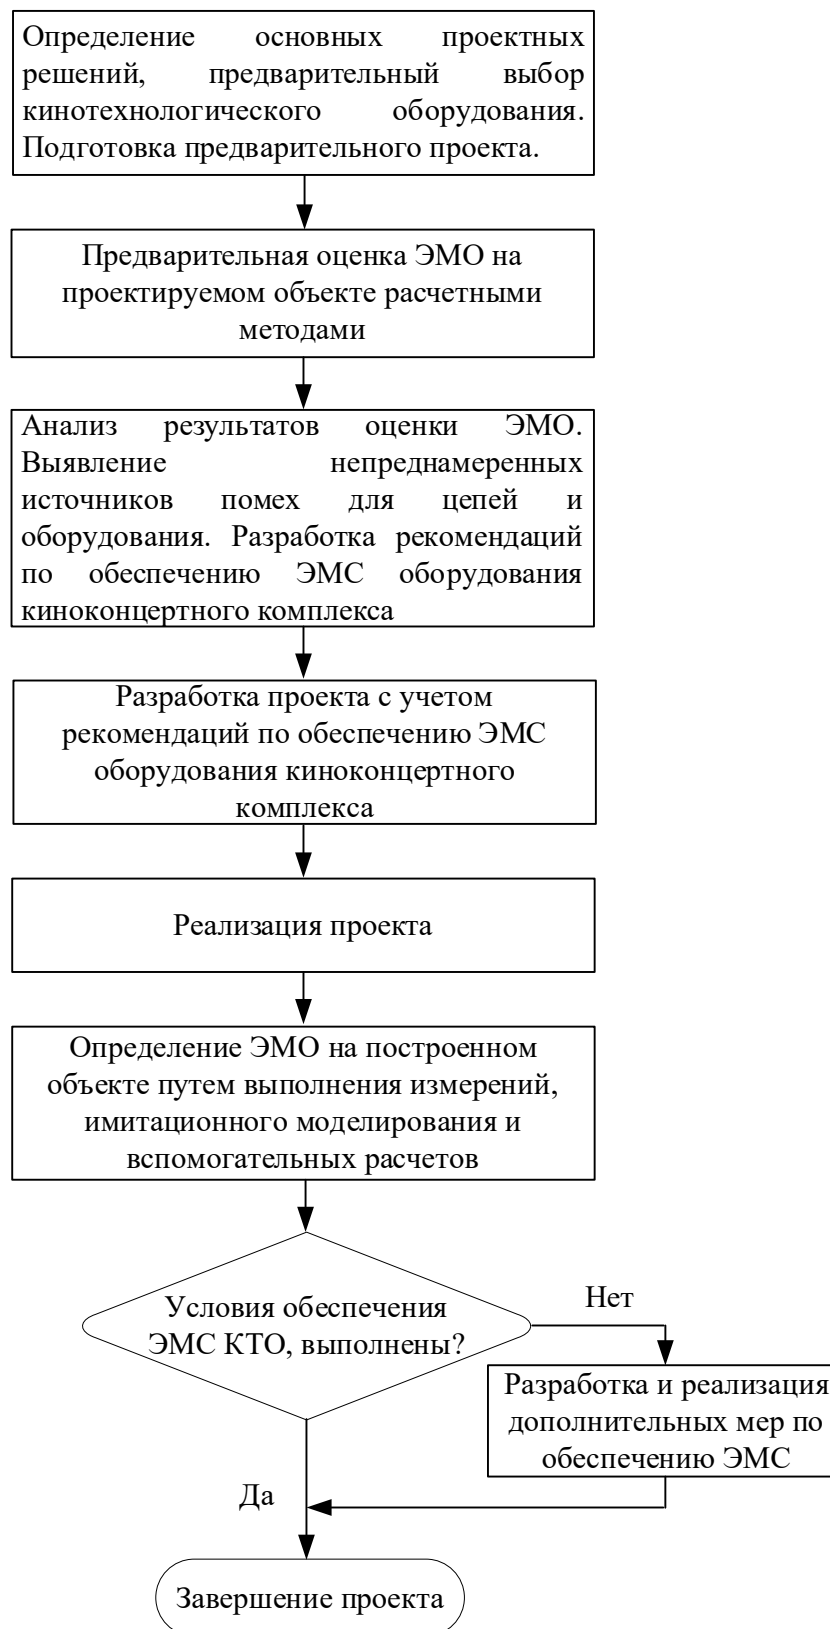 Определение основных проектных
решений, предварительный выбор
кинотехнологического оборудования.
Подготовка предварительного проекта.
Предварительная оценка ЭМО на
проектируемом объекте расчетными
методами
Анализ результатов оценки ЭМО.
Выявление непреднамеренных
источников помех для цепей и
оборудования. Разработка рекомендаций
по обеспечению ЭМС оборудования
киноконцертного комплекса
Разработка проекта с учетом
рекомендаций по обеспечению ЭМС
оборудования киноконцертного
комплекса
Реализация проекта
Определение ЭМО на построенном
объекте путем выполнения измерений,
имитационного моделирования и
вспомогательных расчетов
Условия обеспечения
ЭМС КТО, выполнены?
Нет
Разработка и реализация
дополнительных мер по
обеспечению ЭМС
Да
Завершение проекта